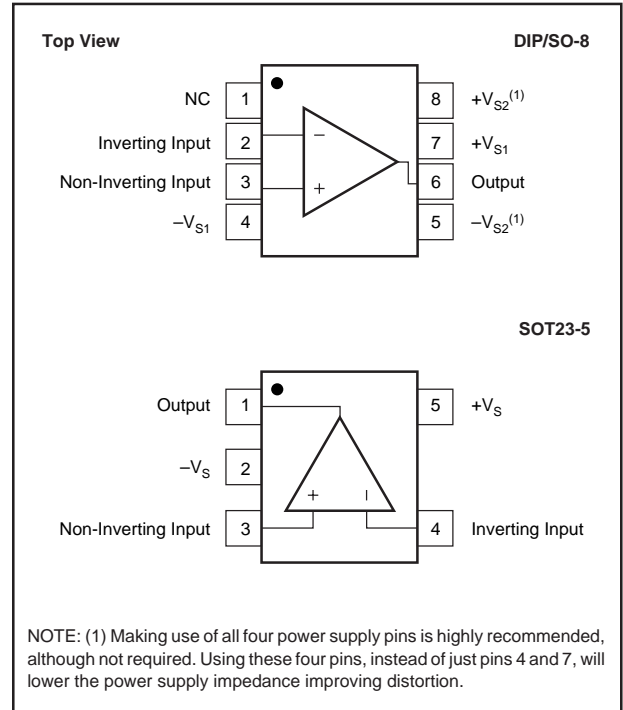 Top View DIP/SO-8
NC 1 8 +VS2(1)
Inverting Input 2 − 7 +VS1
Non-Inverting Input 3 + 6 Output
–VS1 4 5 –VS2(1)
SOT23-5
Output 1 5 +VS
–VS 2
+ –
Non-Inverting Input 3 4 Inverting Input
NOTE: (1) Making use of all four power supply pins is highly recommended,
although not required. Using these four pins, instead of just pins 4 and 7, will
lower the power supply impedance improving distortion.